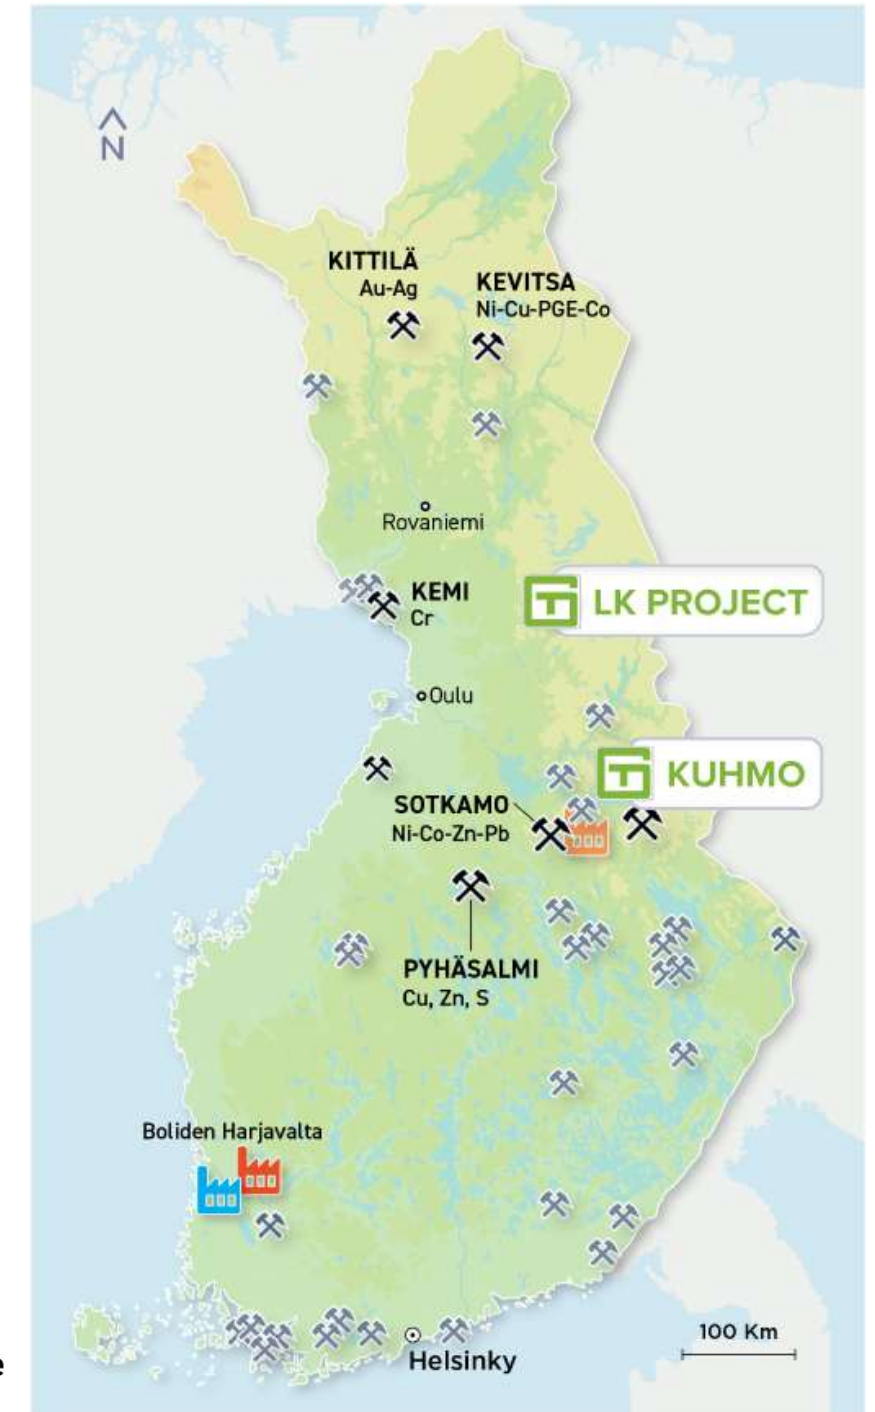 N
KITTILÄ
Au-Ag
KEVITSA
Ni-Cu-PGE-Co
Rovaniemi
KEMI
Cr
LK PROJECT
Oulu
KUHMO
SOTKAMO
Ni-Co-Zn-Pb
PYHÄSALMI
Cu, Zn, S
Boliden Harjavalta
100 Km
Helsinky
e